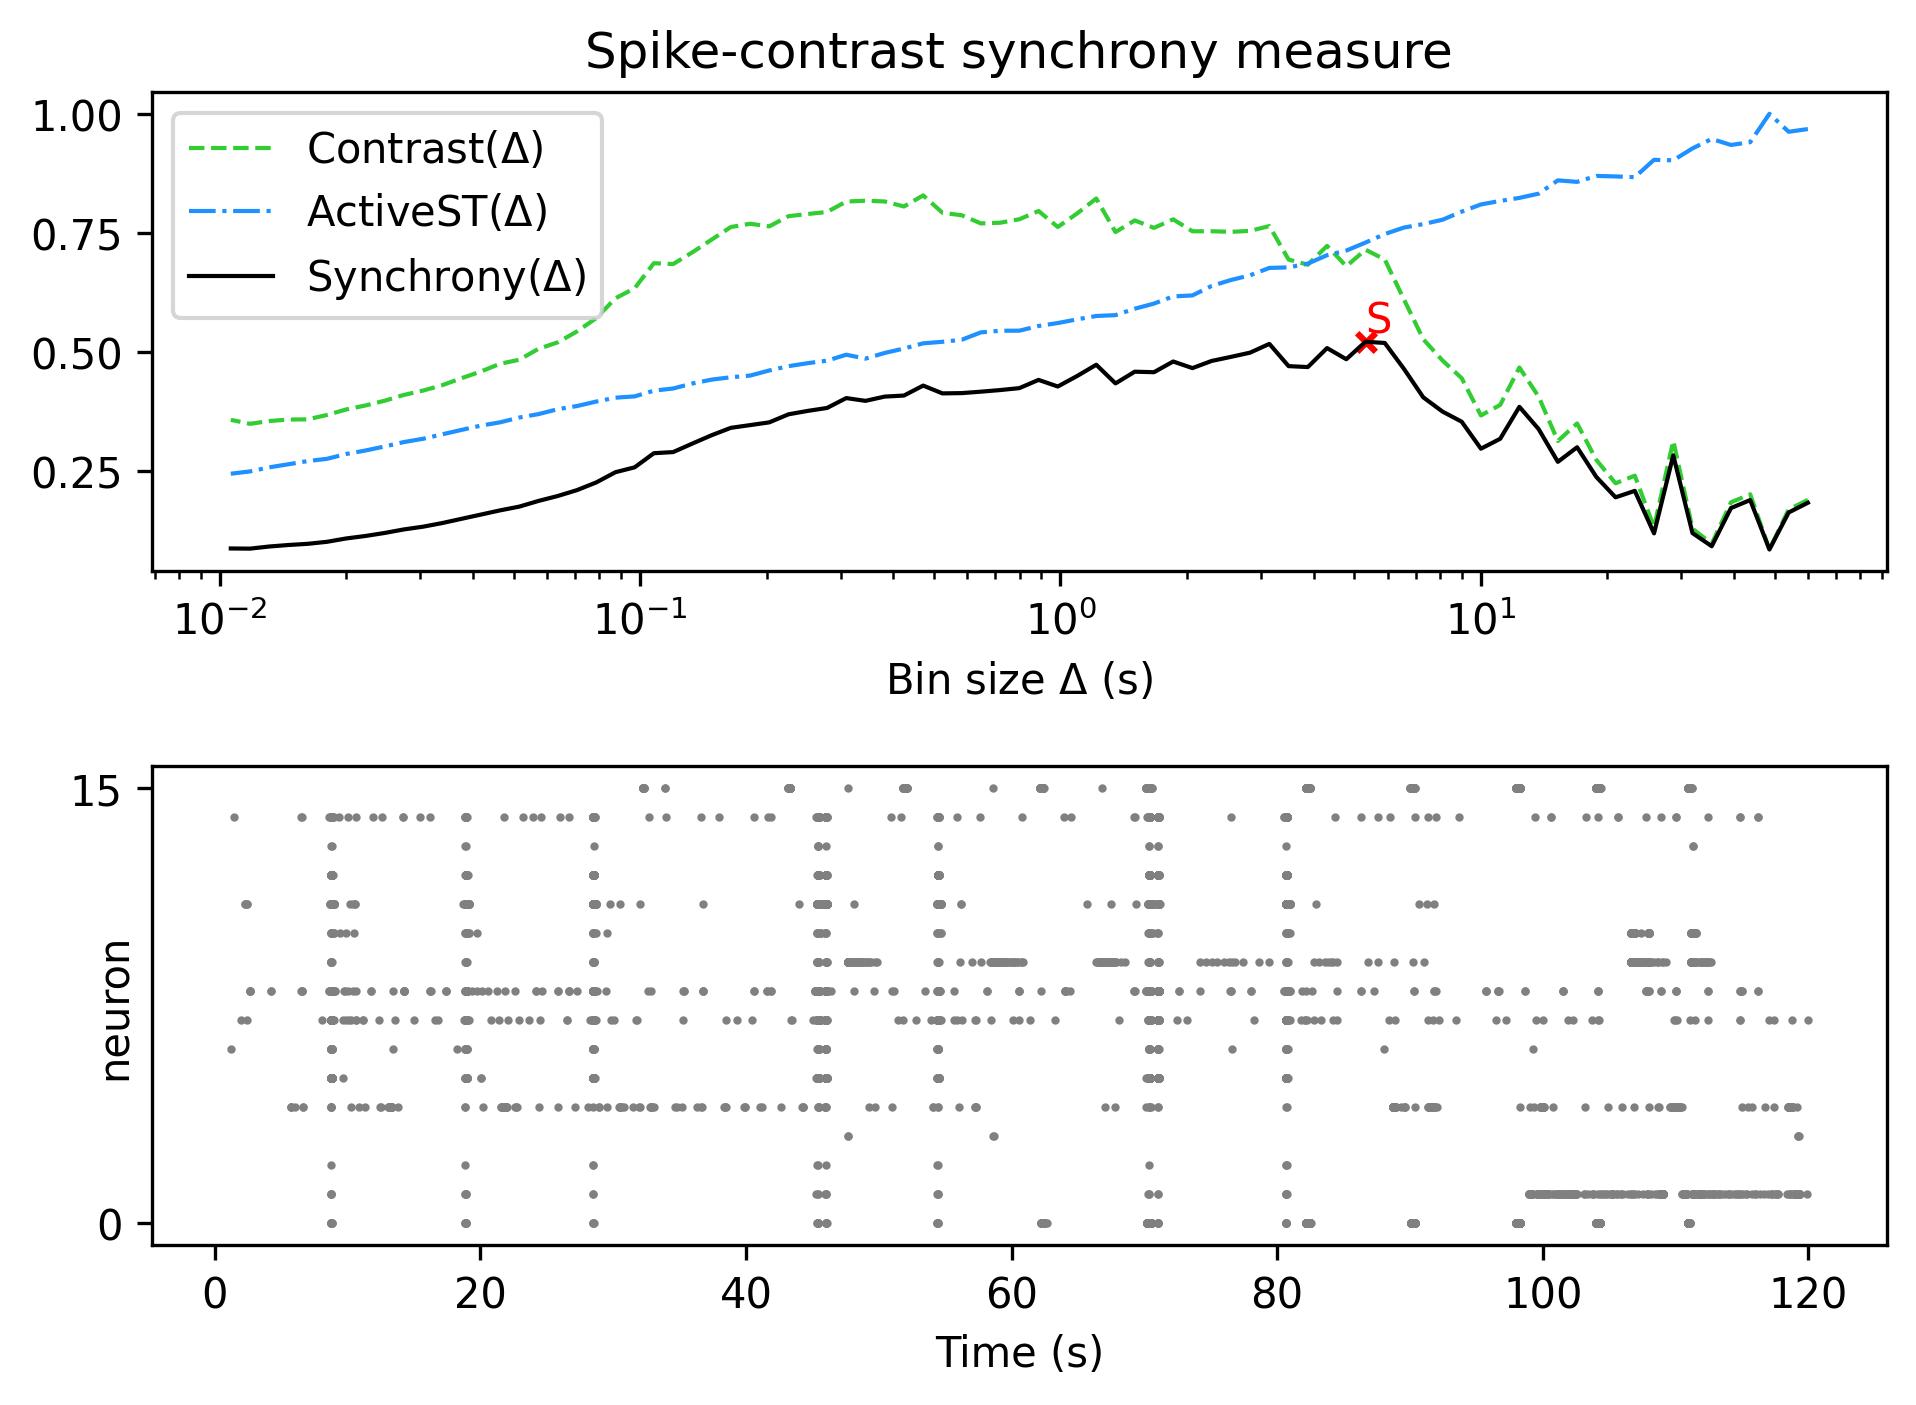 Spike-contrast synchrony measure
1.00
0.75
0.50
0.25
Contrast(Δ)
ActiveST(Δ)
Synchrony(Δ)
S
10⁻² 10⁻¹ 10⁰ 10¹
Bin size Δ (s)
15
0
neuron
0 20 40 60 80 100 120
Time (s)